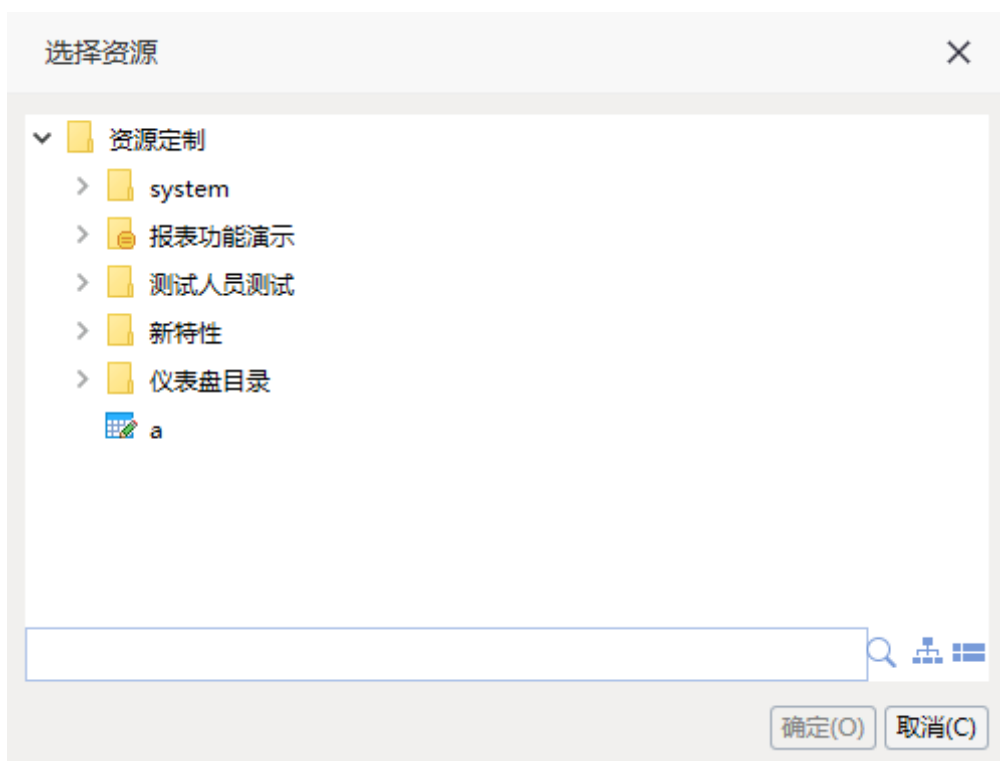 选择资源
资源定制
system
报表功能演示
测试人员测试
新特性
仪表盘目录
a
确定(O) 取消(C)